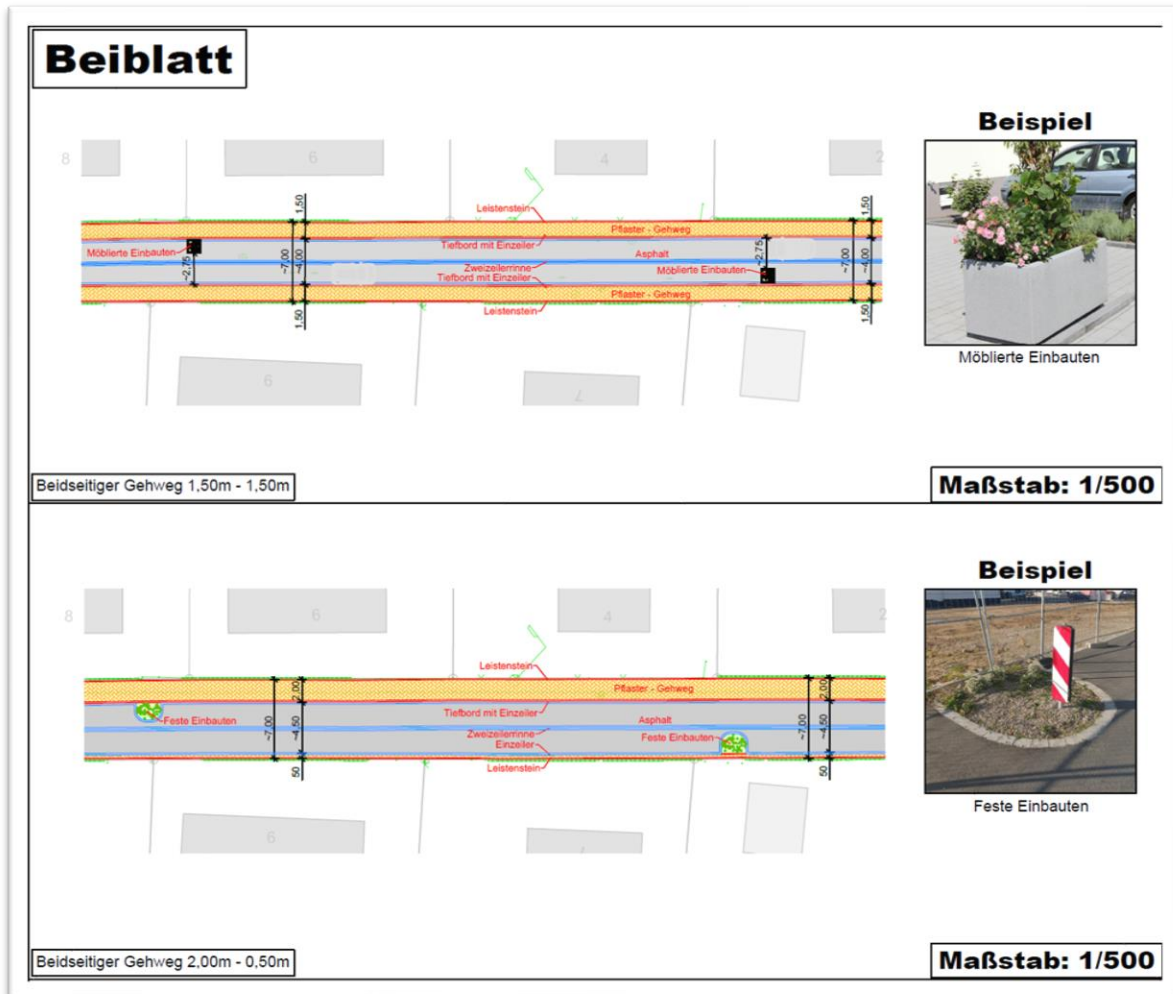 Beiblatt
Beispiel
8
6
4
2
Leistenstein
1,50
1,50
Pflaster - Gehweg
Tiefbord mit Einzeiler
Möblierte Einbauten
~2,75
~7,00
~4,00
Asphalt
~2,75
~7,00
~4,00
Zweizeilerrinne
Möblierte Einbauten
Tiefbord mit Einzeiler
Pflaster - Gehweg
Leistenstein
1,50
1,50
Möblierte Einbauten
Beidseitiger Gehweg 1,50m - 1,50m
Maßstab: 1/500
Beispiel
8
6
4
2
Leistenstein
2,00
2,00
Pflaster - Gehweg
Tiefbord mit Einzeiler
Feste Einbauten
~7,00
~4,50
Asphalt
~7,00
~4,50
Zweizeilerrinne
Feste Einbauten
Einzeiler
Leistenstein
50
50
Feste Einbauten
Beidseitiger Gehweg 2,00m - 0,50m
Maßstab: 1/500